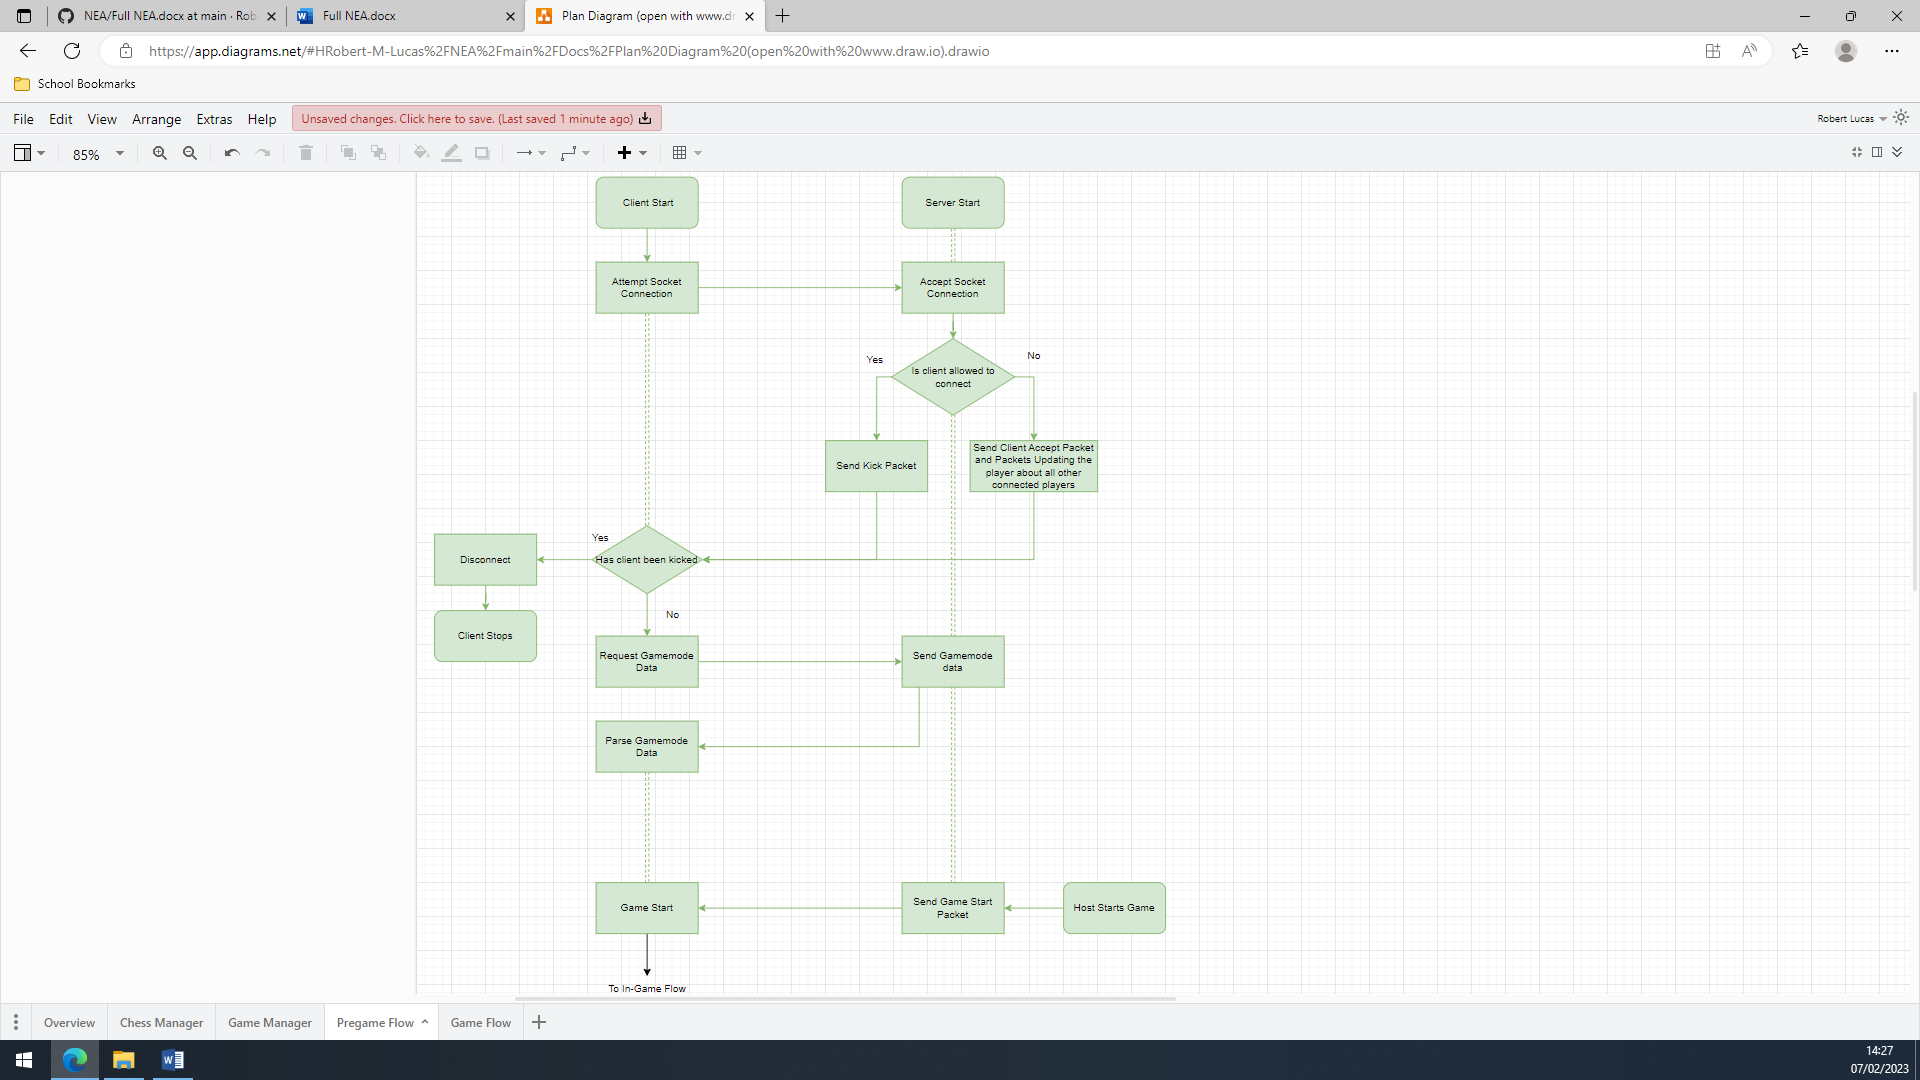 NEA/Full NEA.docx at main · Rob
Full NEA.docx
Plan Diagram (open with www.dr
https://app.diagrams.net/#HRobert-M-Lucas%2FNEA%2Fmain%2FDocs%2FPlan%20Diagram%20(open%20with%20www.draw.io).drawio
School Bookmarks
File Edit View Arrange Extras Help
Unsaved changes. Click here to save. (Last saved 1 minute ago)
Robert Lucas
85%
Client Start
Server Start
Attempt Socket
Connection
Accept Socket
Connection
Yes
No
Is client allowed to
connect
Send Kick Packet
Send Client Accept Packet
and Packets Updating the
player about all other
connected players
Yes
Disconnect
Has client been kicked
No
Client Stops
Request Gamemode
Data
Send Gamemode
data
Parse Gamemode
Data
Game Start
Send Game Start
Packet
Host Starts Game
To In-Game Flow
Overview
Chess Manager
Game Manager
Pregame Flow
Game Flow
14:27
07/02/2023